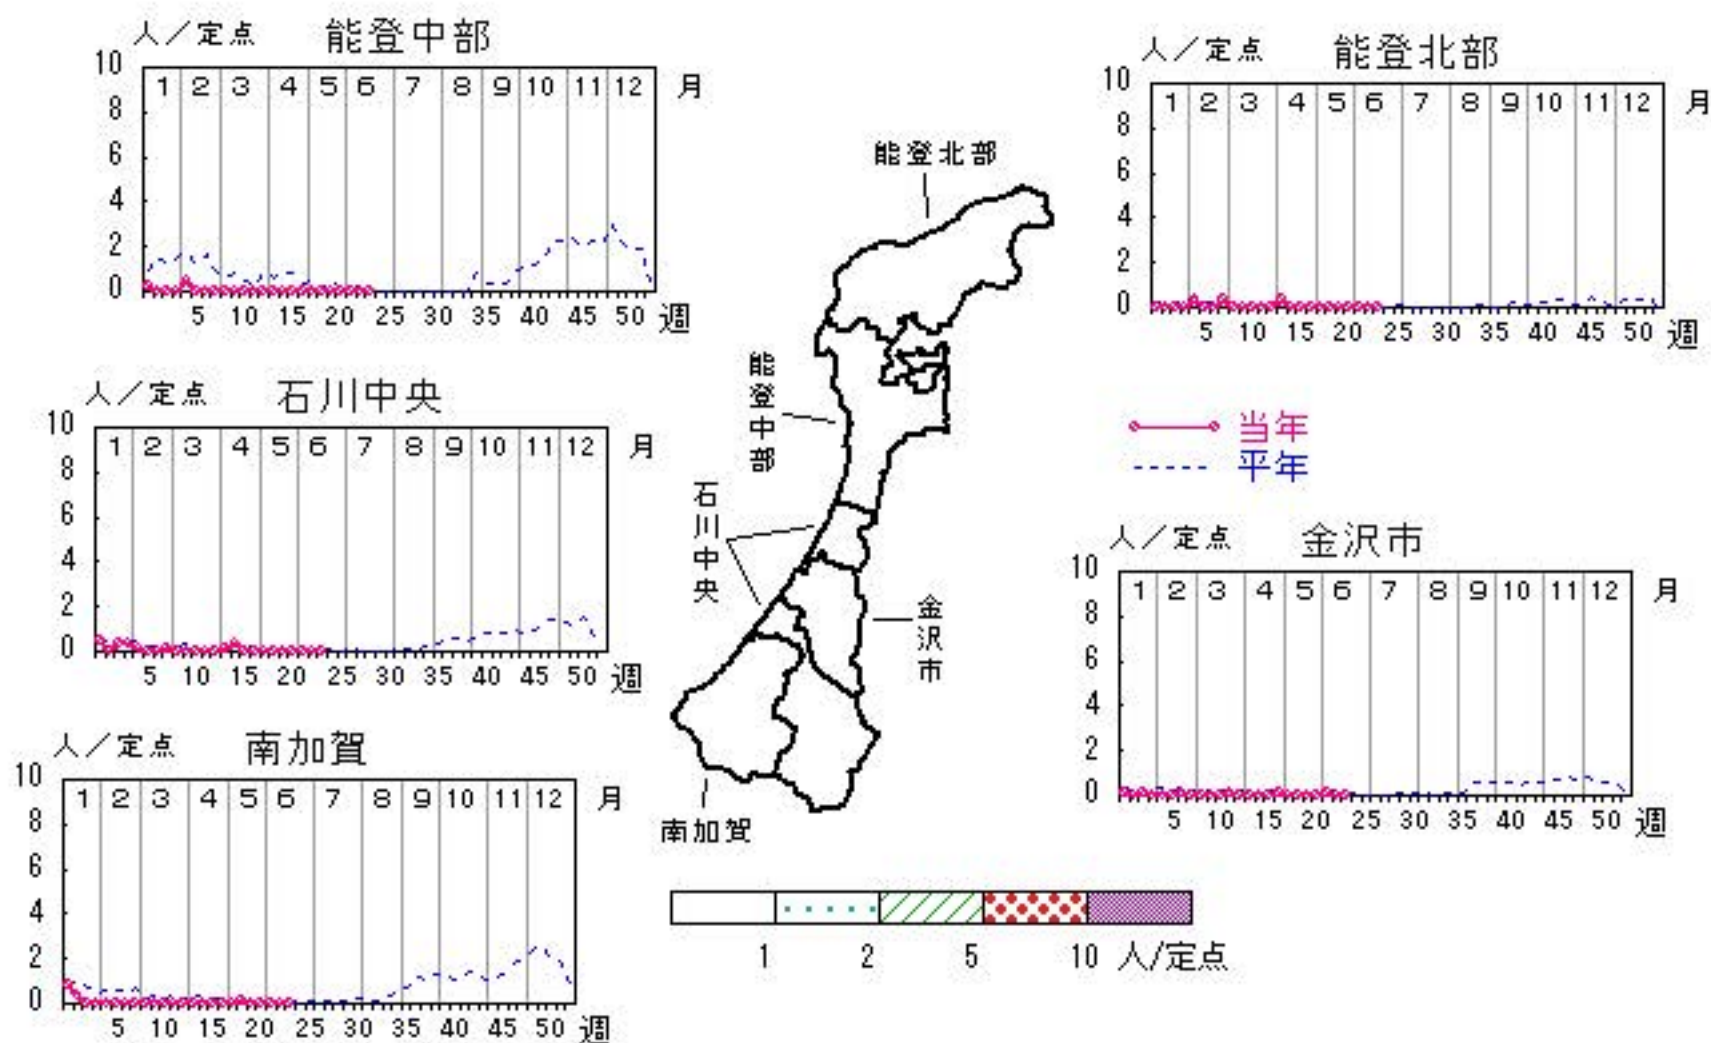 人／定点 能登中部
10 8 6 4 2 0
1 2 3 4 5 6 7 8 9 10 11 12 月
5 10 15 20 25 30 35 40 45 50 週
人／定点 能登北部
10 8 6 4 2 0
1 2 3 4 5 6 7 8 9 10 11 12 月
5 10 15 20 25 30 35 40 45 50 週
能登北部
能登中部
石川中央
金沢市
南加賀
人／定点 石川中央
10 8 6 4 2 0
1 2 3 4 5 6 7 8 9 10 11 12 月
5 10 15 20 25 30 35 40 45 50 週
当年
平年
人／定点 金沢市
10 8 6 4 2 0
1 2 3 4 5 6 7 8 9 10 11 12 月
5 10 15 20 25 30 35 40 45 50 週
人／定点 南加賀
10 8 6 4 2 0
1 2 3 4 5 6 7 8 9 10 11 12 月
5 10 15 20 25 30 35 40 45 50 週
1 2 5 10 人/定点